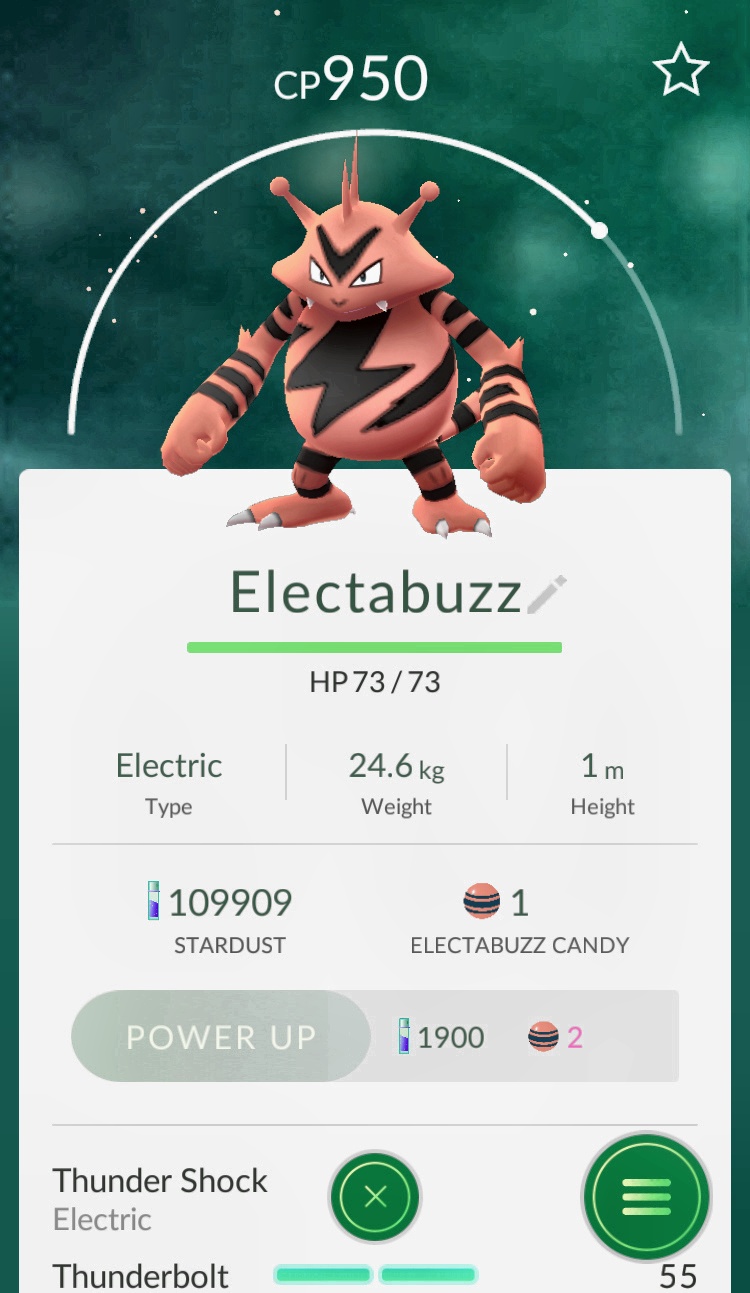 CP950
Electabuzz
HP 73 / 73
Electric 24.6 kg 1 m
Type Weight Height
109909 1
STARDUST ELECTABUZZ CANDY
POWER UP 1900 2
Thunder Shock
Electric
Thunderbolt 55